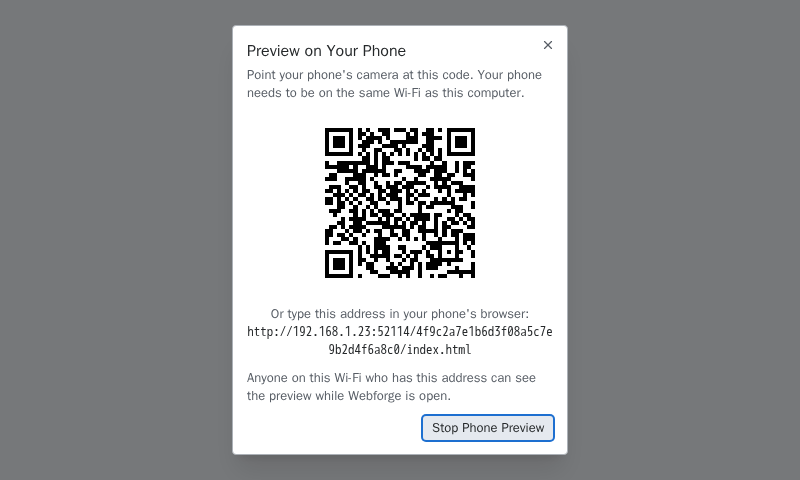 Preview on Your Phone
Point your phone's camera at this code. Your phone
needs to be on the same Wi-Fi as this computer.
Or type this address in your phone's browser:
http://192.168.1.23:52114/4f9c2a7e1b6d3f08a5c7e
9b2d4f6a8c0/index.html
Anyone on this Wi-Fi who has this address can see
the preview while Webforge is open.
Stop Phone Preview